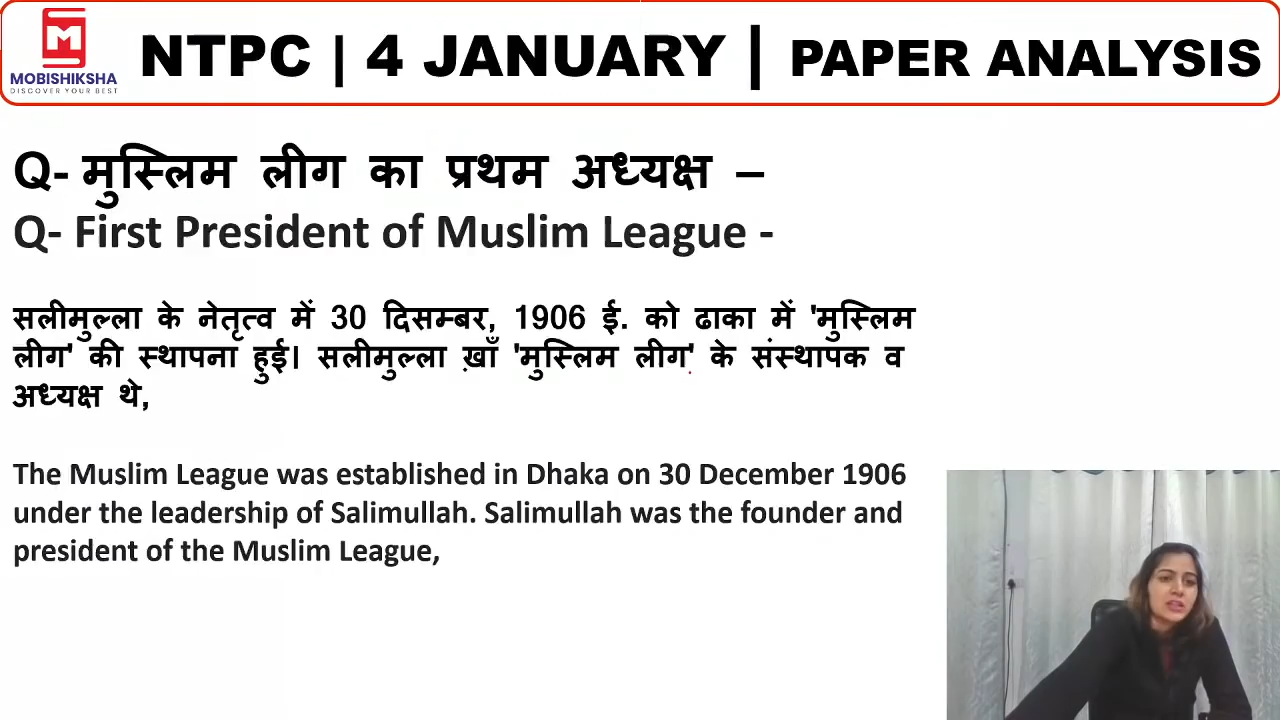 MOBISHIKSHA
DISCOVER YOUR BEST
NTPC | 4 JANUARY | PAPER ANALYSIS
Q- मुस्लिम लीग का प्रथम अध्यक्ष –
Q- First President of Muslim League -
सलीमुल्ला के नेतृत्व में 30 दिसम्बर, 1906 ई. को ढाका में 'मुस्लिम
लीग' की स्थापना हुई। सलीमुल्ला ख़ाँ 'मुस्लिम लीग' के संस्थापक व
अध्यक्ष थे,
The Muslim League was established in Dhaka on 30 December 1906
under the leadership of Salimullah. Salimullah was the founder and
president of the Muslim League,